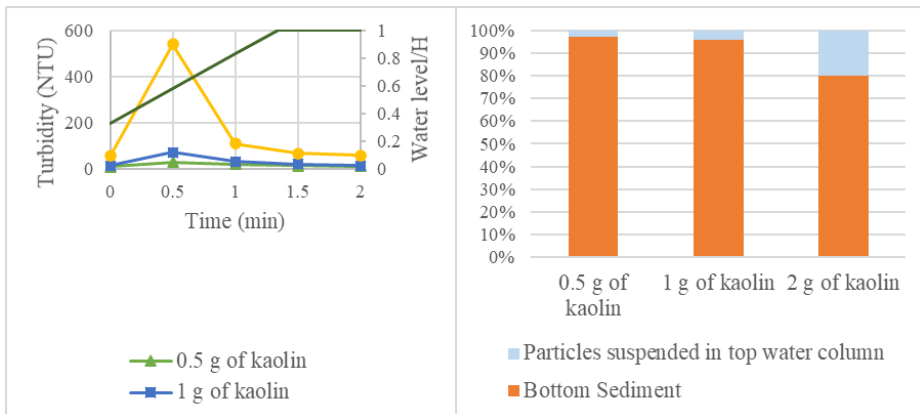 600
400
200
0
Turbidity (NTU)
1
0.8
0.6
0.4
0.2
0
Water level/H
0 0.5 1 1.5 2
Time (min)
0.5 g of kaolin
1 g of kaolin
100%
90%
80%
70%
60%
50%
40%
30%
20%
10%
0%
0.5 g of kaolin
1 g of kaolin
2 g of kaolin
Particles suspended in top water column
Bottom Sediment